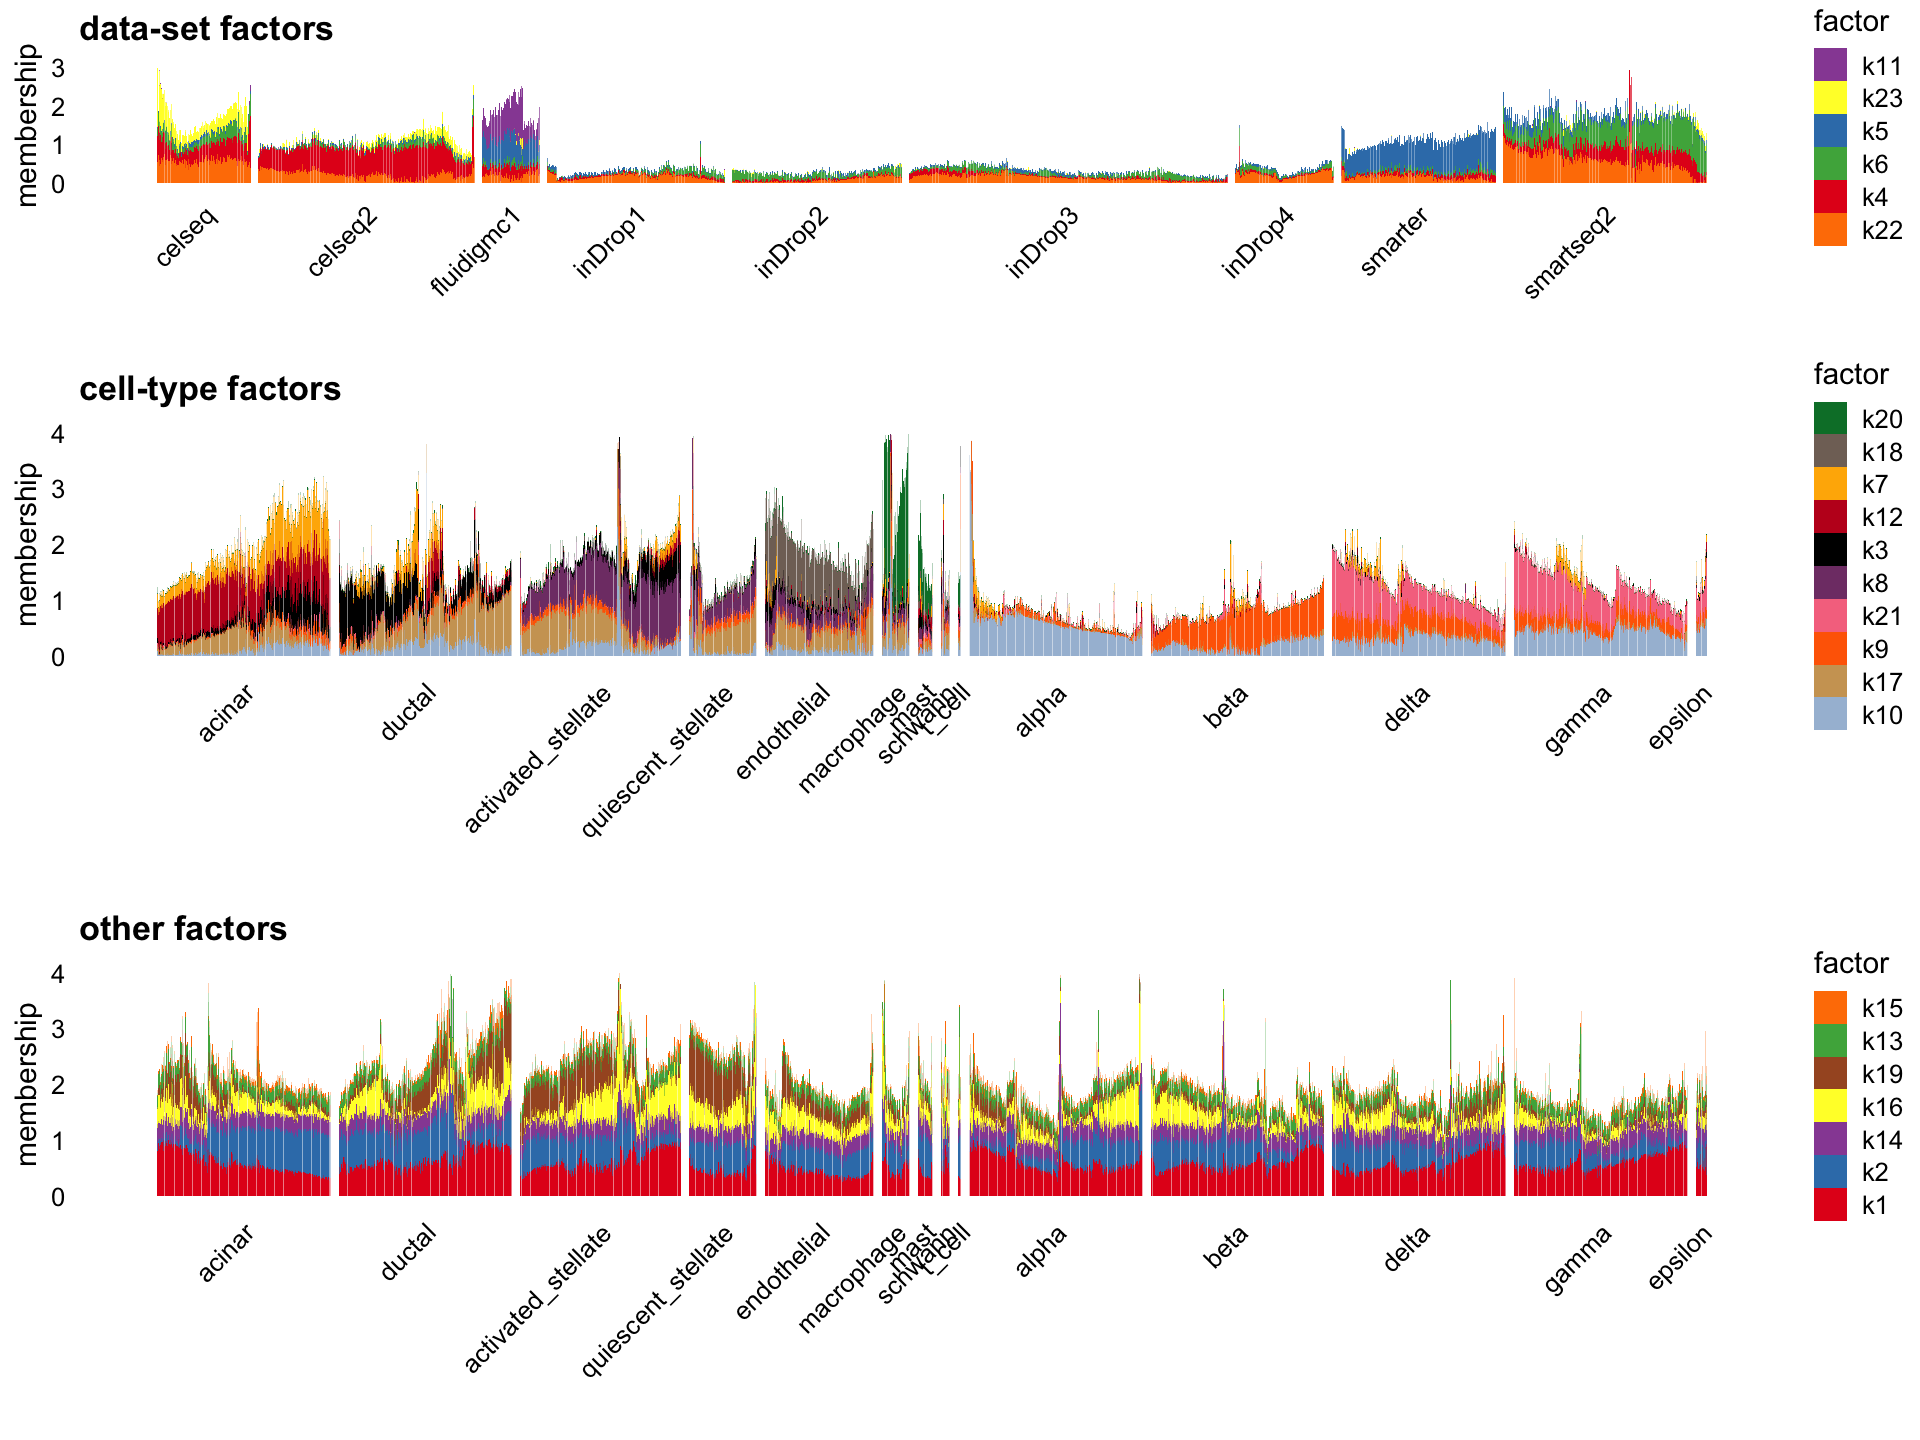 data-set factors
membership
3
2
1
0
celseq
celseq2
fluidigmc1
inDrop1
inDrop2
inDrop3
inDrop4
smarter
smartseq2
factor
k11
k23
k5
k6
k4
k22
cell-type factors
membership
4
3
2
1
0
acinar
ductal
activated_stellate
quiescent_stellate
endothelial
macrophage
mast
schwann
t_cell
alpha
beta
delta
gamma
epsilon
factor
k20
k18
k7
k12
k3
k8
k21
k9
k17
k10
other factors
membership
4
3
2
1
0
acinar
ductal
activated_stellate
quiescent_stellate
endothelial
macrophage
mast
schwann
t_cell
alpha
beta
delta
gamma
epsilon
factor
k15
k13
k19
k16
k14
k2
k1